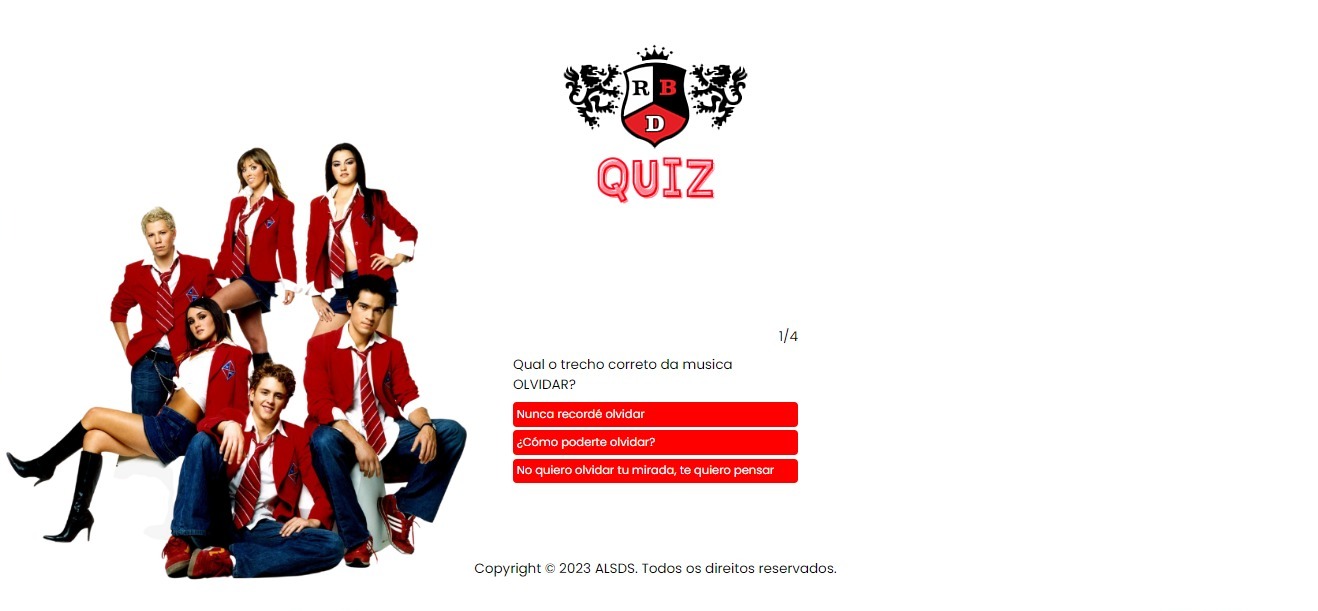 R B
D
QUIZ
1/4
Qual o trecho correto da musica
OLVIDAR?
Nunca recordé olvidar
¿Cómo poderte olvidar?
No quiero olvidar tu mirada, te quiero pensar
Copyright © 2023 ALSDS. Todos os direitos reservados.